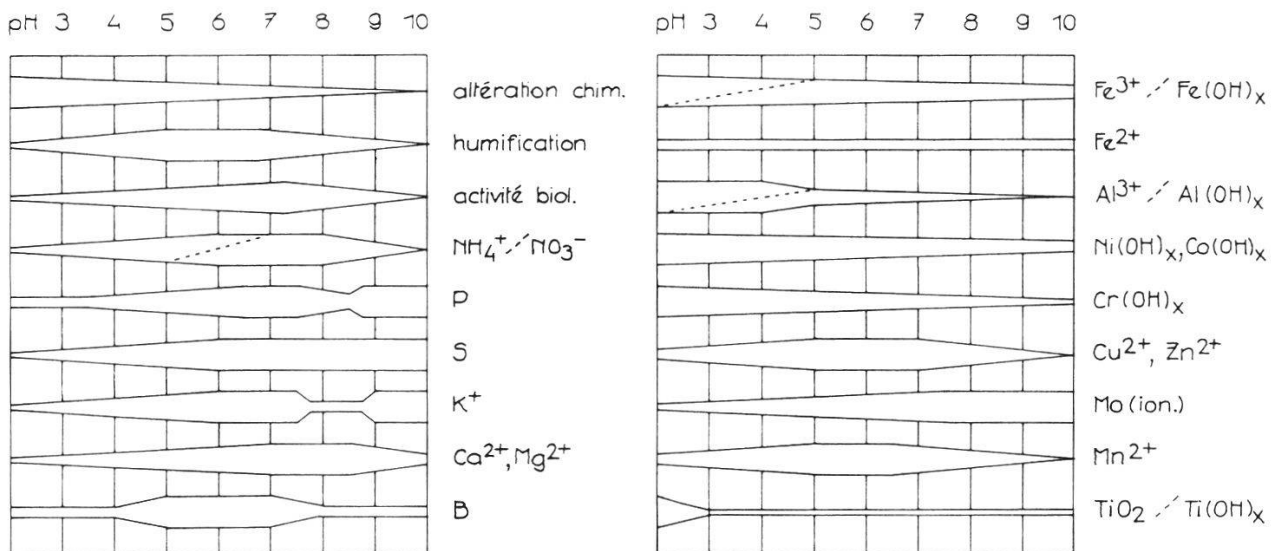 pH 3 4 5 6 7 8 9 10
altération chim.
humification
activité biol.
NH₄⁺ ⟋ NO₃⁻
P
S
K⁺
Ca²⁺, Mg²⁺
B
pH 3 4 5 6 7 8 9 10
Fe³⁺ ⟋ Fe(OH)ₓ
Fe²⁺
Al³⁺ ⟋ Al(OH)ₓ
Ni(OH)ₓ, Co(OH)ₓ
Cr(OH)ₓ
Cu²⁺, Zn²⁺
Mo (ion.)
Mn²⁺
TiO₂ ⟋ Ti(OH)ₓ